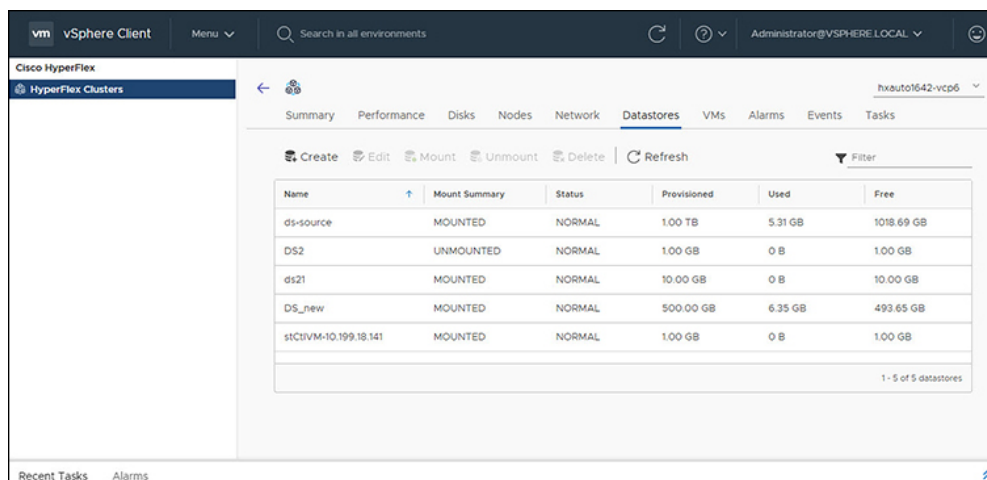 vm vSphere Client Menu Search in all environments Administrator@VSPHERE.LOCAL
Cisco HyperFlex
HyperFlex Clusters
hxauto1642-vcp6
Summary Performance Disks Nodes Network Datastores VMs Alarms Events Tasks
Create Edit Mount Unmount Delete Refresh Filter
Name Mount Summary Status Provisioned Used Free
ds-source MOUNTED NORMAL 1.00 TB 5.31 GB 1018.69 GB
DS2 UNMOUNTED NORMAL 1.00 GB 0 B 1.00 GB
ds21 MOUNTED NORMAL 10.00 GB 0 B 10.00 GB
DS_new MOUNTED NORMAL 500.00 GB 6.35 GB 493.65 GB
stCtlVM-10.199.18.141 MOUNTED NORMAL 1.00 GB 0 B 1.00 GB
1 - 5 of 5 datastores
Recent Tasks Alarms